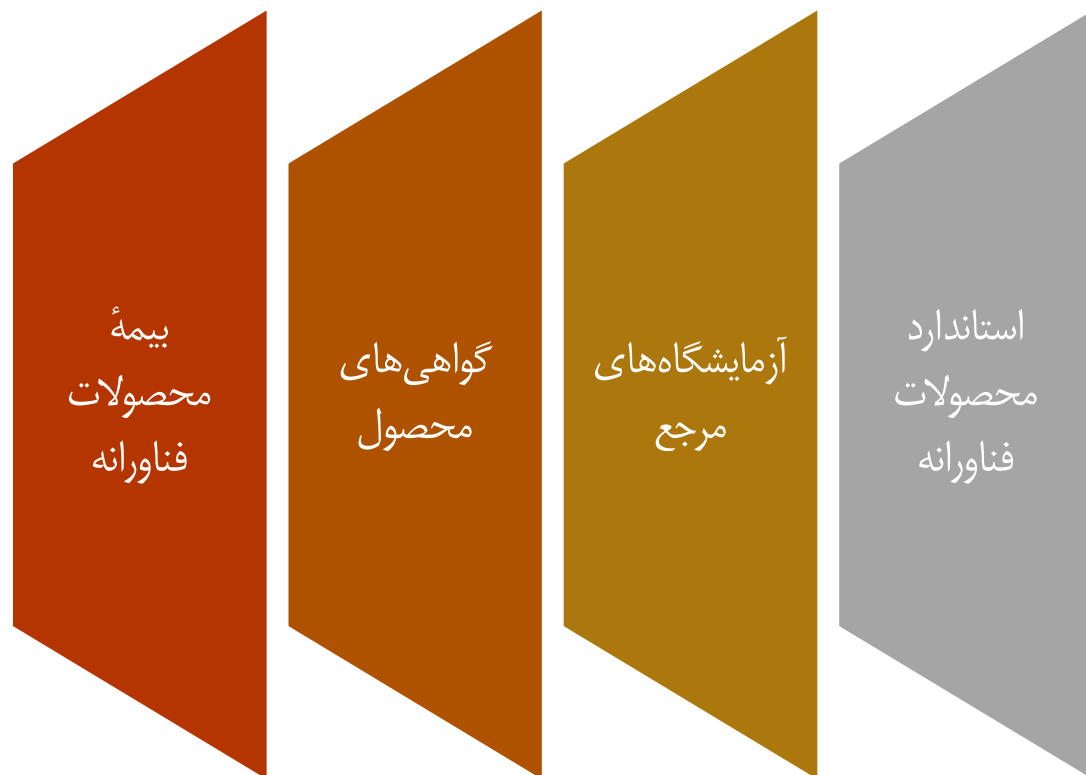 استاندارد
محصولات
فناورانه
آزمایشگاه‌های
مرجع
گواهی‌های
محصول
بیمهٔ
محصولات
فناورانه